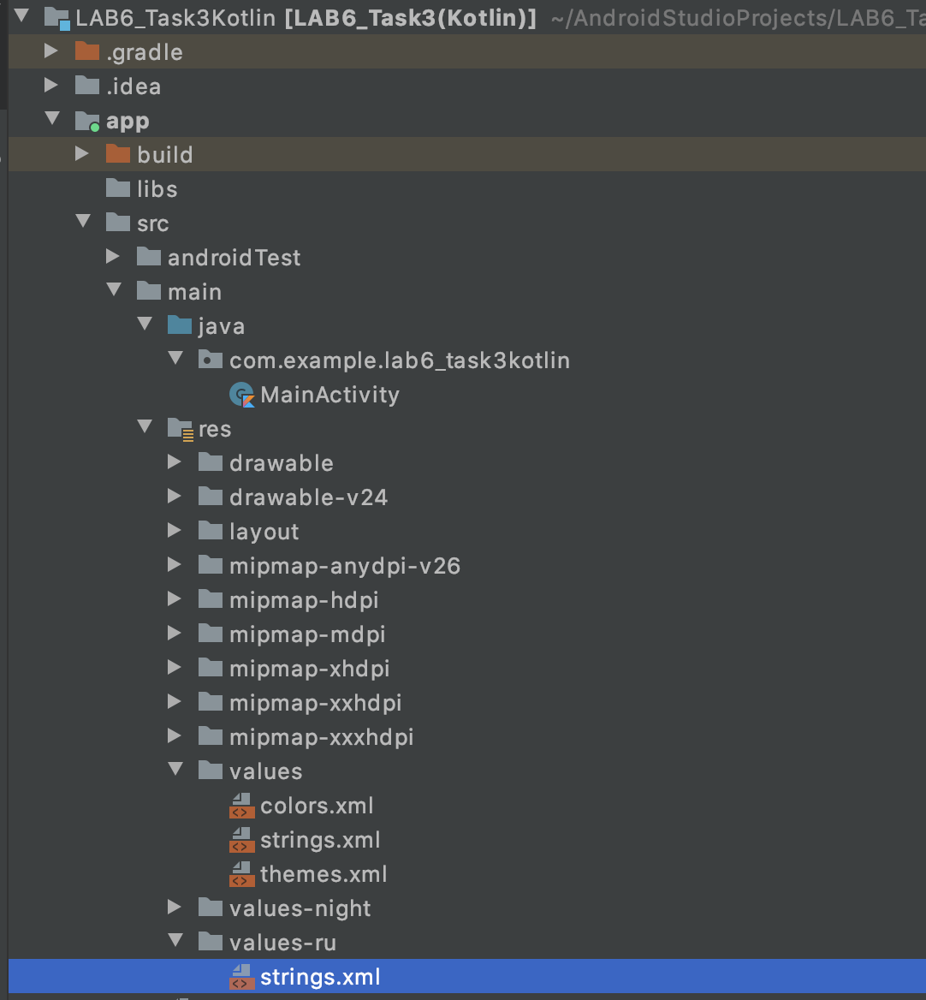 LAB6_Task3Kotlin [LAB6_Task3(Kotlin)] ~/AndroidStudioProjects/LAB6_Ta
.gradle
.idea
app
build
libs
src
androidTest
main
java
com.example.lab6_task3kotlin
MainActivity
res
drawable
drawable-v24
layout
mipmap-anydpi-v26
mipmap-hdpi
mipmap-mdpi
mipmap-xhdpi
mipmap-xxhdpi
mipmap-xxxhdpi
values
colors.xml
strings.xml
themes.xml
values-night
values-ru
strings.xml